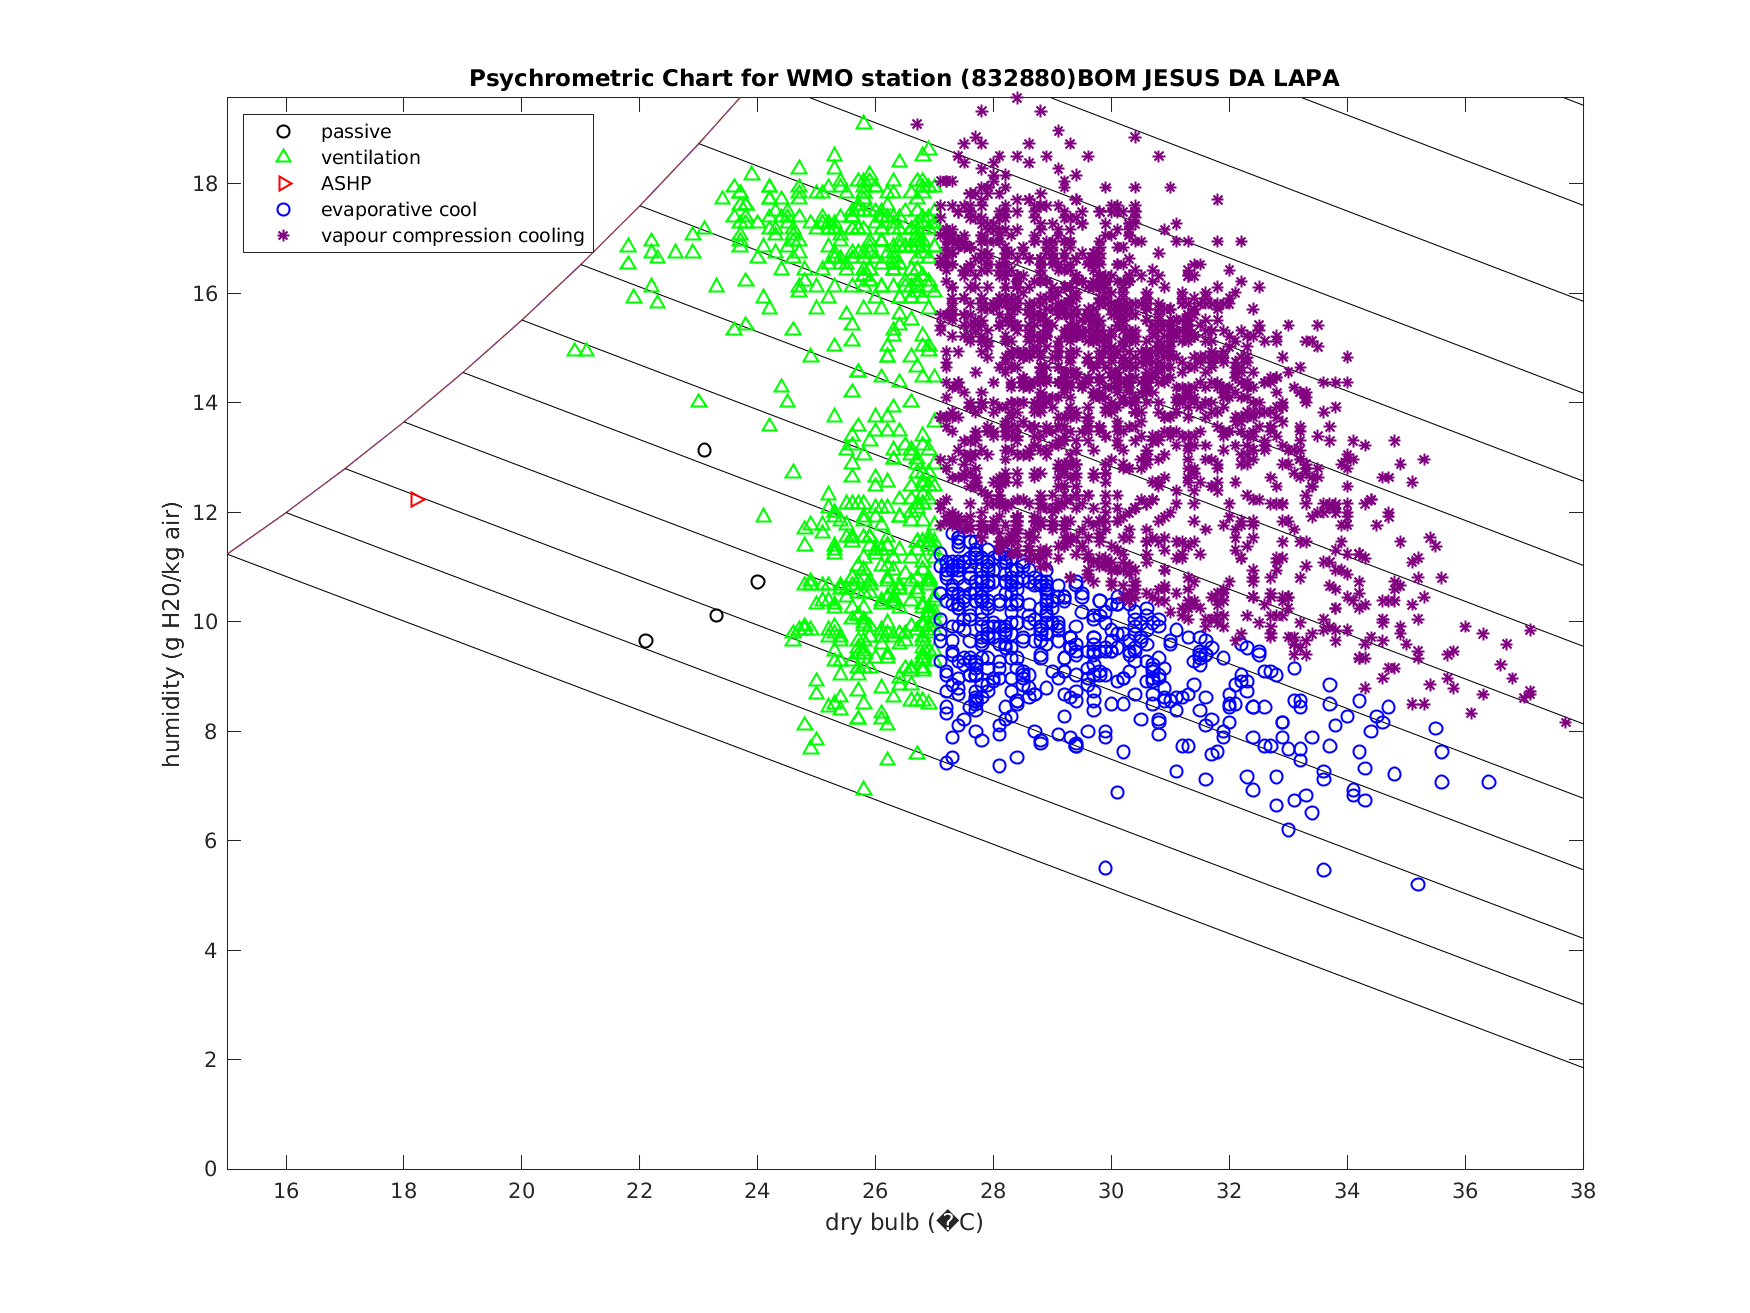 Psychrometric Chart for WMO station (832880)BOM JESUS DA LAPA
passive
ventilation
ASHP
evaporative cool
vapour compression cooling
humidity (g H20/kg air)
18
16
14
12
10
8
6
4
2
0
16 18 20 22 24 26 28 30 32 34 36 38
dry bulb (�C)